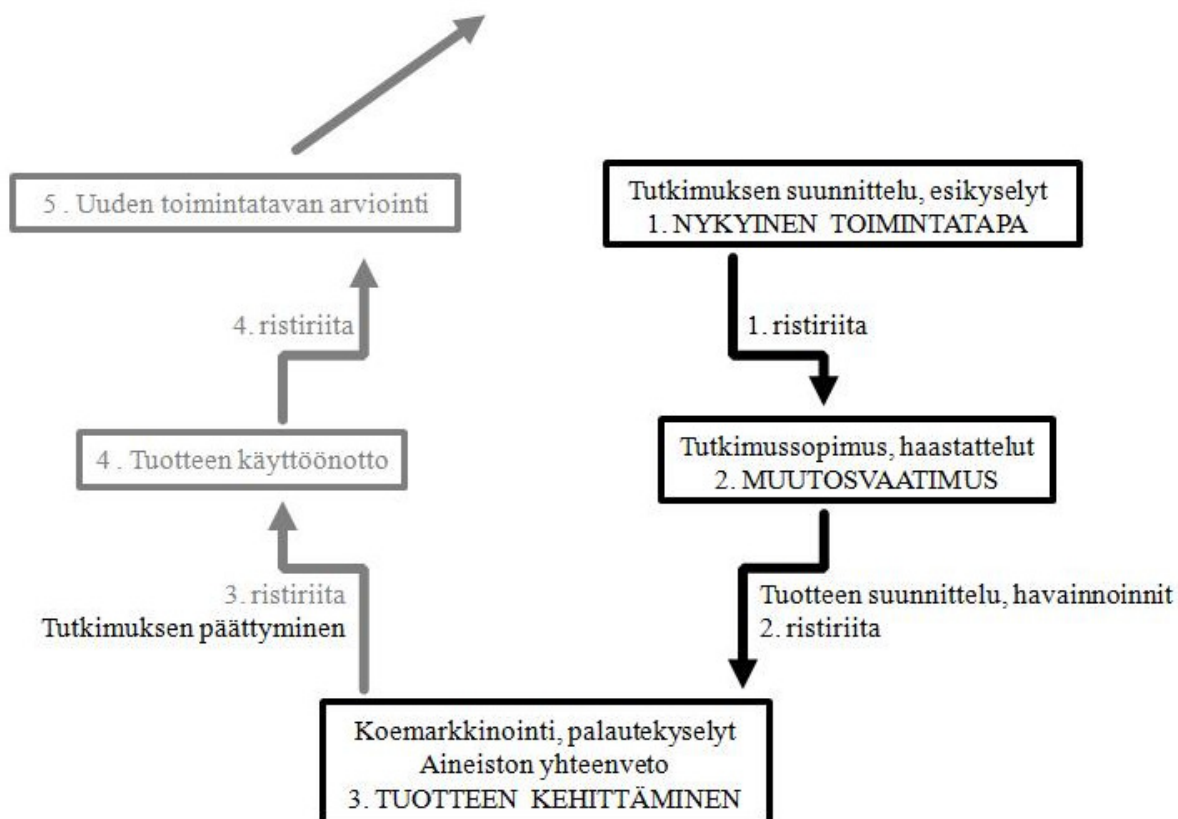 5 . Uuden toimintatavan arviointi
Tutkimuksen suunnittelu, esikyselyt
1. NYKYINEN TOIMINTATAPA
4. ristiriita
1. ristiriita
4 . Tuotteen käyttöönotto
Tutkimussopimus, haastattelut
2. MUUTOSVAATIMUS
3. ristiriita
Tutkimuksen päättyminen
Tuotteen suunnittelu, havainnoinnit
2. ristiriita
Koemarkkinointi, palautekyselyt
Aineiston yhteenveto
3. TUOTTEEN KEHITTÄMINEN